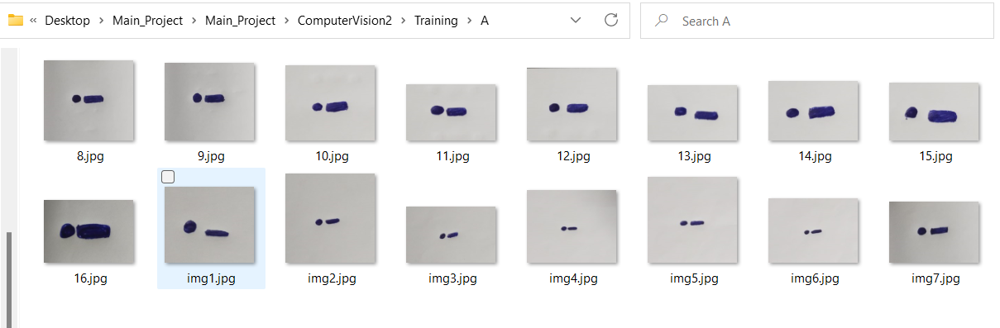 « Desktop > Main_Project > Main_Project > ComputerVision2 > Training > A
Search A
8.jpg 9.jpg 10.jpg 11.jpg 12.jpg 13.jpg 14.jpg 15.jpg
16.jpg img1.jpg img2.jpg img3.jpg img4.jpg img5.jpg img6.jpg img7.jpg